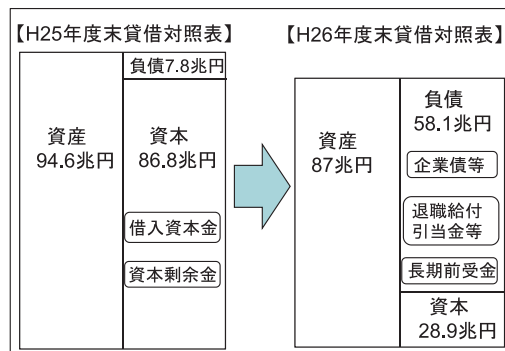 【H25年度末貸借対照表】
負債7.8兆円
資産
94.6兆円
資本
86.8兆円
借入資本金
資本剰余金
【H26年度末貸借対照表】
資産
87兆円
負債
58.1兆円
企業債等
退職給付
引当金等
長期前受金
資本
28.9兆円